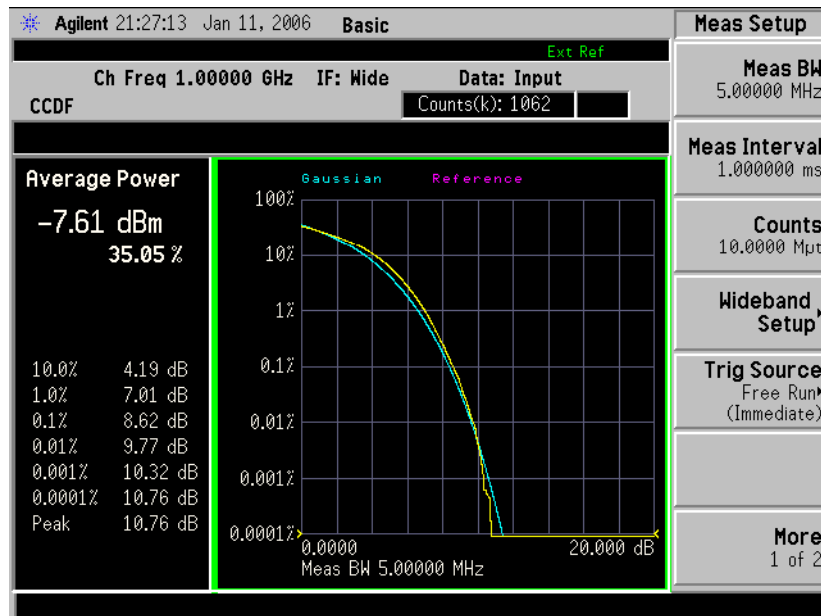 Agilent 21:27:13 Jan 11, 2006 Basic
Meas Setup
Ext Ref
Ch Freq 1.00000 GHz IF: Wide Data: Input
CCDF
Counts(k): 1062
Average Power
-7.61 dBm
35.05 %
10.0% 4.19 dB
1.0% 7.01 dB
0.1% 8.62 dB
0.01% 9.77 dB
0.001% 10.32 dB
0.0001% 10.76 dB
Peak 10.76 dB
Gaussian Reference
100%
10%
1%
0.1%
0.01%
0.001%
0.0001%
0.0000 20.000 dB
Meas BW 5.00000 MHz
Meas BW
5.00000 MHz
Meas Interval
1.000000 ms
Counts
10.0000 Mpt
Wideband
Setup
Trig Source
Free Run
(Immediate)
More
1 of 2